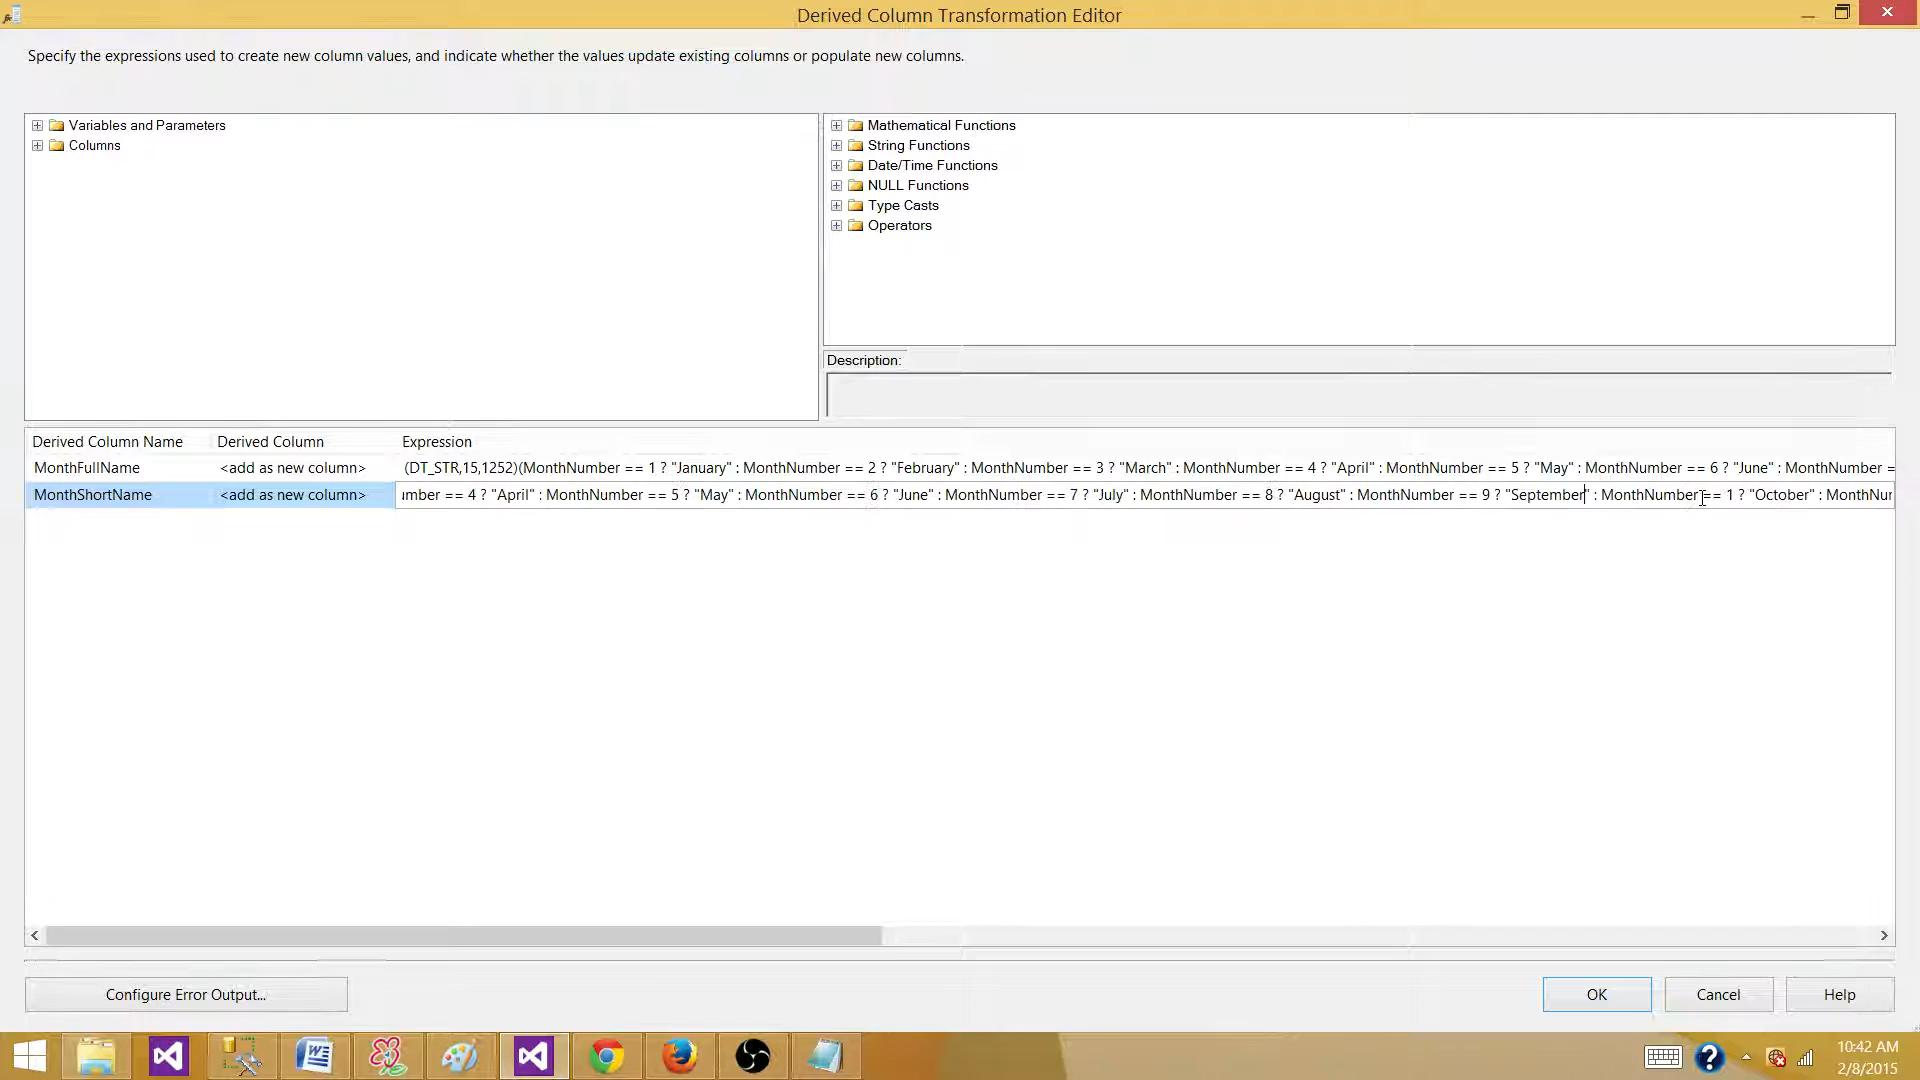 Derived Column Transformation Editor
Specify the expressions used to create new column values, and indicate whether the values update existing columns or populate new columns.
Variables and Parameters
Columns
Mathematical Functions
String Functions
Date/Time Functions
NULL Functions
Type Casts
Operators
Description:
Derived Column Name Derived Column Expression
MonthFullName <add as new column> (DT_STR,15,1252)(MonthNumber == 1 ? "January" : MonthNumber == 2 ? "February" : MonthNumber == 3 ? "March" : MonthNumber == 4 ? "April" : MonthNumber == 5 ? "May" : MonthNumber == 6 ? "June" : MonthNumber =
MonthShortName <add as new column> umber == 4 ? "April" : MonthNumber == 5 ? "May" : MonthNumber == 6 ? "June" : MonthNumber == 7 ? "July" : MonthNumber == 8 ? "August" : MonthNumber == 9 ? "September" : MonthNumber == 1 ? "October" : MonthNu
Configure Error Output...
OK Cancel Help
10:42 AM
2/8/2015